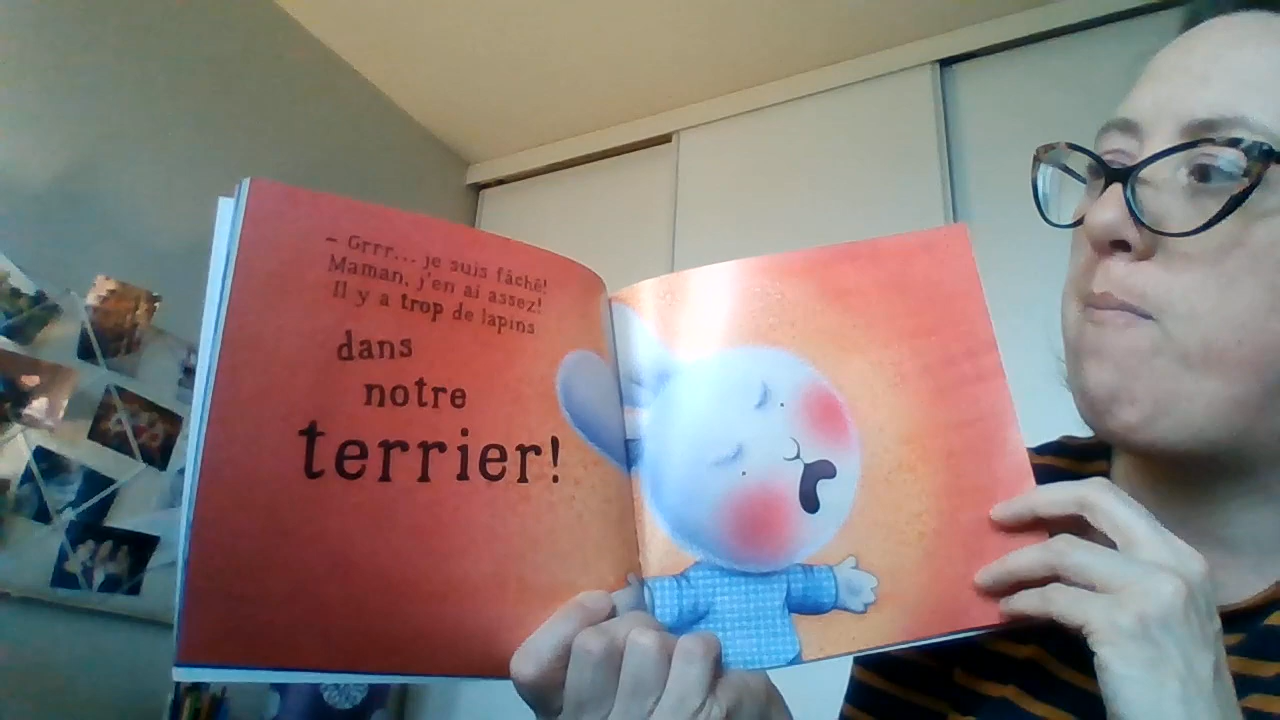 – Grrr... je suis fâché!
Maman, j'en ai assez!
Il y a trop de lapins
dans
notre
terrier!